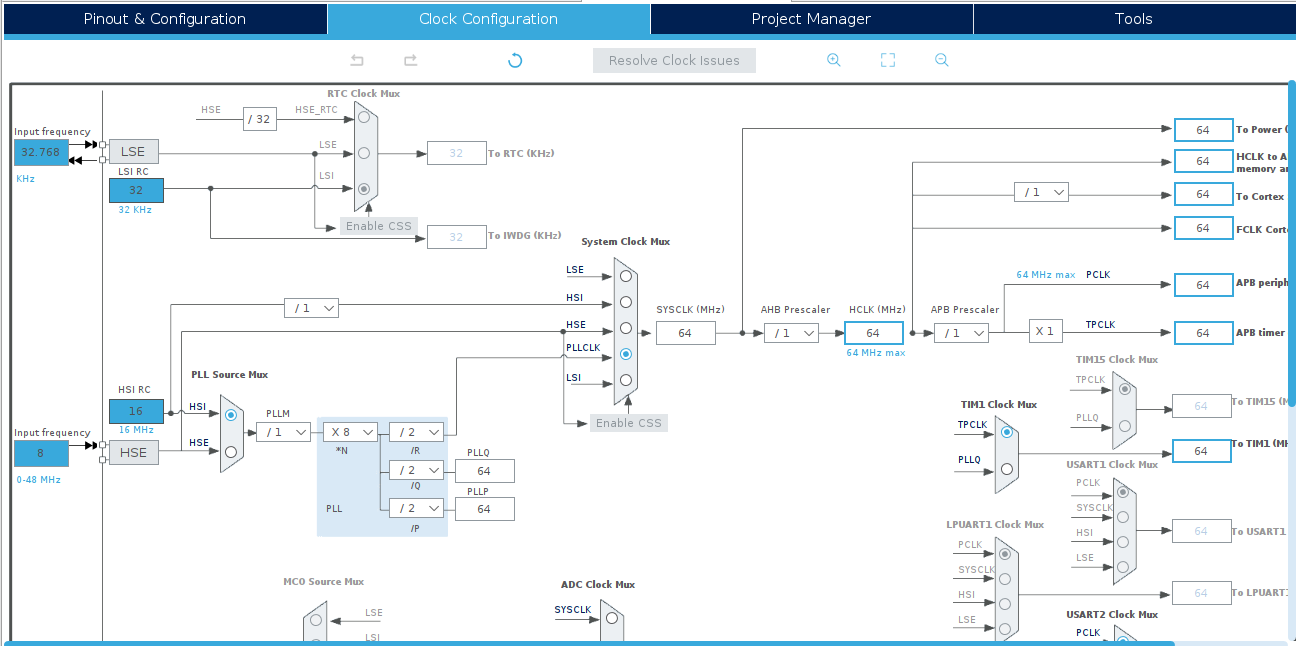 Pinout & Configuration
Clock Configuration
Project Manager
Tools
Resolve Clock Issues
RTC Clock Mux
HSE
/ 32
HSE_RTC
Input frequency
32.768
KHz
LSE
LSE
32
To RTC (KHz)
LSI RC
32
32 KHz
LSI
Enable CSS
32
To IWDG (KHz)
64
To Power (
64
HCLK to A
memory a
/ 1
64
To Cortex
64
FCLK Cort
System Clock Mux
LSE
HSI
/ 1
HSE
PLLCLK
LSI
Enable CSS
SYSCLK (MHz)
64
AHB Prescaler
/ 1
HCLK (MHz)
64
64 MHz max
APB Prescaler
/ 1
64 MHz max
PCLK
64
APB periph
X 1
TPCLK
64
APB timer
PLL Source Mux
HSI RC
16
16 MHz
HSI
HSE
Input frequency
8
0-48 MHz
HSE
PLLM
/ 1
X 8
*N
PLL
/ 2
/R
/ 2
/Q
/ 2
/P
PLLQ
64
PLLP
64
TIM15 Clock Mux
TPCLK
PLLQ
64
To TIM15 (M
TIM1 Clock Mux
TPCLK
PLLQ
64
To TIM1 (MH
USART1 Clock Mux
PCLK
SYSCLK
HSI
LSE
64
To USART1
LPUART1 Clock Mux
PCLK
SYSCLK
HSI
LSE
64
To LPUART1
MCO Source Mux
LSE
LSI
ADC Clock Mux
SYSCLK
USART2 Clock Mux
PCLK